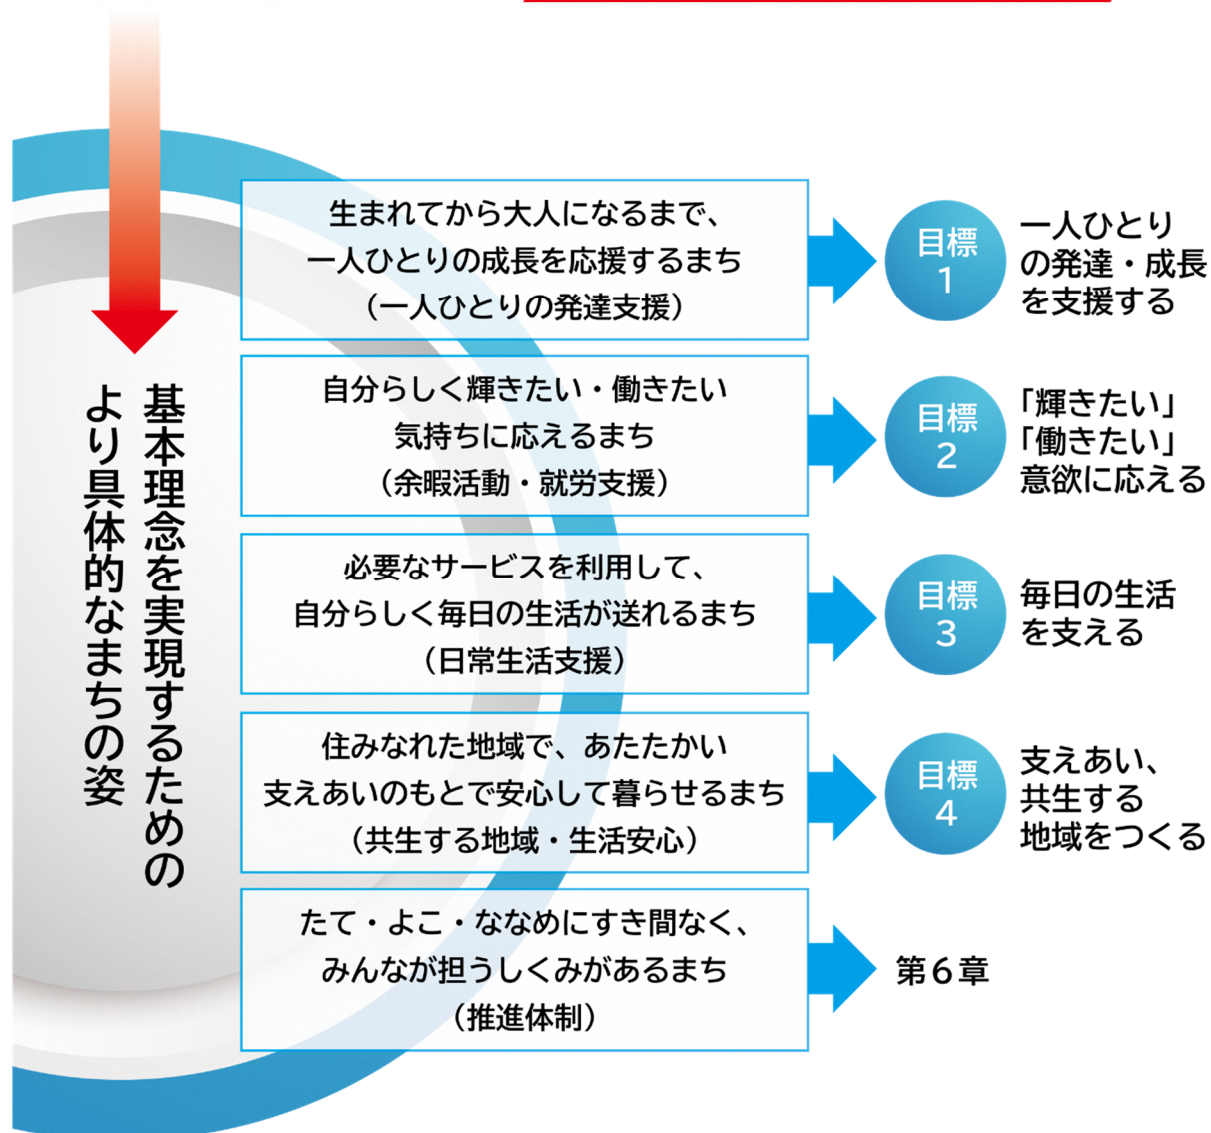 基本理念を実現するための
より具体的なまちの姿
生まれてから大人になるまで、
一人ひとりの成長を応援するまち
（一人ひとりの発達支援）
目標
1
一人ひとり
の発達・成長
を支援する
自分らしく輝きたい・働きたい
気持ちに応えるまち
（余暇活動・就労支援）
目標
2
「輝きたい」
「働きたい」
意欲に応える
必要なサービスを利用して、
自分らしく毎日の生活が送れるまち
（日常生活支援）
目標
3
毎日の生活
を支える
住みなれた地域で、あたたかい
支えあいのもとで安心して暮らせるまち
（共生する地域・生活安心）
目標
4
支えあい、
共生する
地域をつくる
たて・よこ・ななめにすき間なく、
みんなが担うしくみがあるまち
（推進体制）
第６章